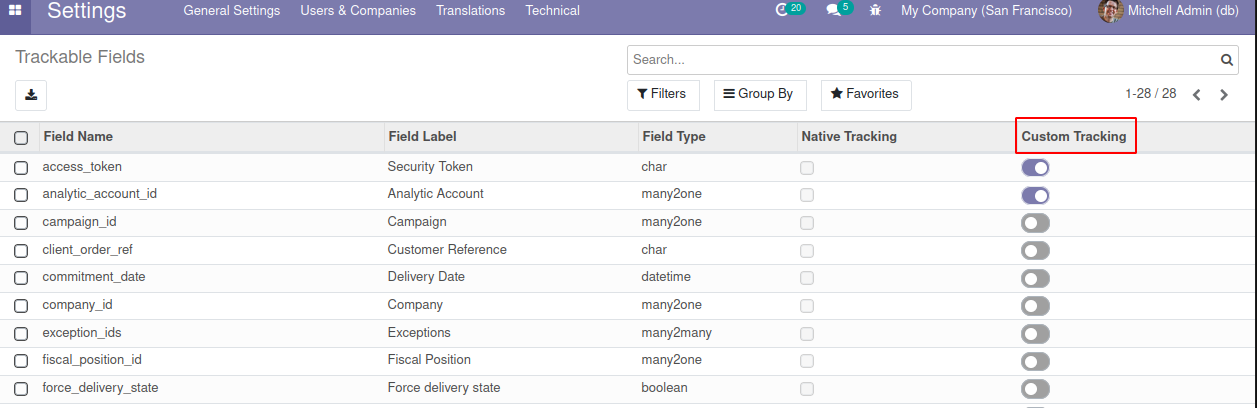 Settings General Settings Users & Companies Translations Technical 20 5 My Company (San Francisco) Mitchell Admin (db)
Trackable Fields Search...
Filters Group By Favorites 1-28 / 28
Field Name Field Label Field Type Native Tracking Custom Tracking
access_token Security Token char
analytic_account_id Analytic Account many2one
campaign_id Campaign many2one
client_order_ref Customer Reference char
commitment_date Delivery Date datetime
company_id Company many2one
exception_ids Exceptions many2many
fiscal_position_id Fiscal Position many2one
force_delivery_state Force delivery state boolean